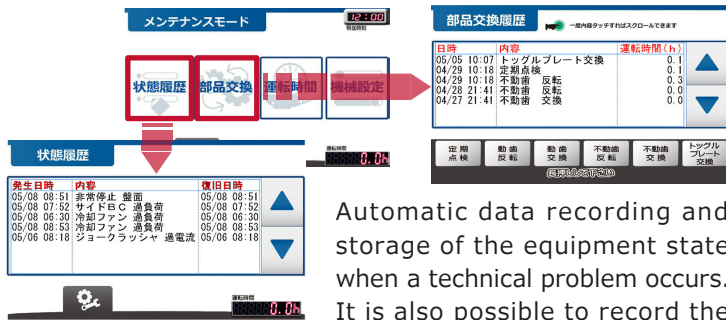 メンテナンスモード
12:00
現在時刻
状態履歴
部品交換
運転時間
機械設定
部品交換履歴
一度内容タッチすればスクロールできます
日時 内容 運転時間(h)
05/05 10:07 トッグルプレート交換 0.1
04/29 10:18 定期点検 0.1
04/29 10:18 不動歯 反転 0.3
04/28 21:41 不動歯 反転 0.0
04/27 21:41 不動歯 交換 0.0
定期点検
動歯反転
動歯交換
不動歯反転
不動歯交換
トッグルプレート交換
長押しして下さい
状態履歴
運転時間
0.0h
発生日時 内容 復旧日時
05/08 08:51 非常停止 盤面 05/08 08:51
05/08 07:52 サイドBC 過負荷 05/08 07:52
05/08 06:30 冷却ファン 過負荷 05/08 06:30
05/08 08:53 冷却ファン 過負荷 05/08 08:53
05/06 08:18 ジョークラッシャ 過電流 05/06 08:18
運転時間
0.0h
Automatic data recording and
storage of the equipment state
when a technical problem occurs.
It is also possible to record the